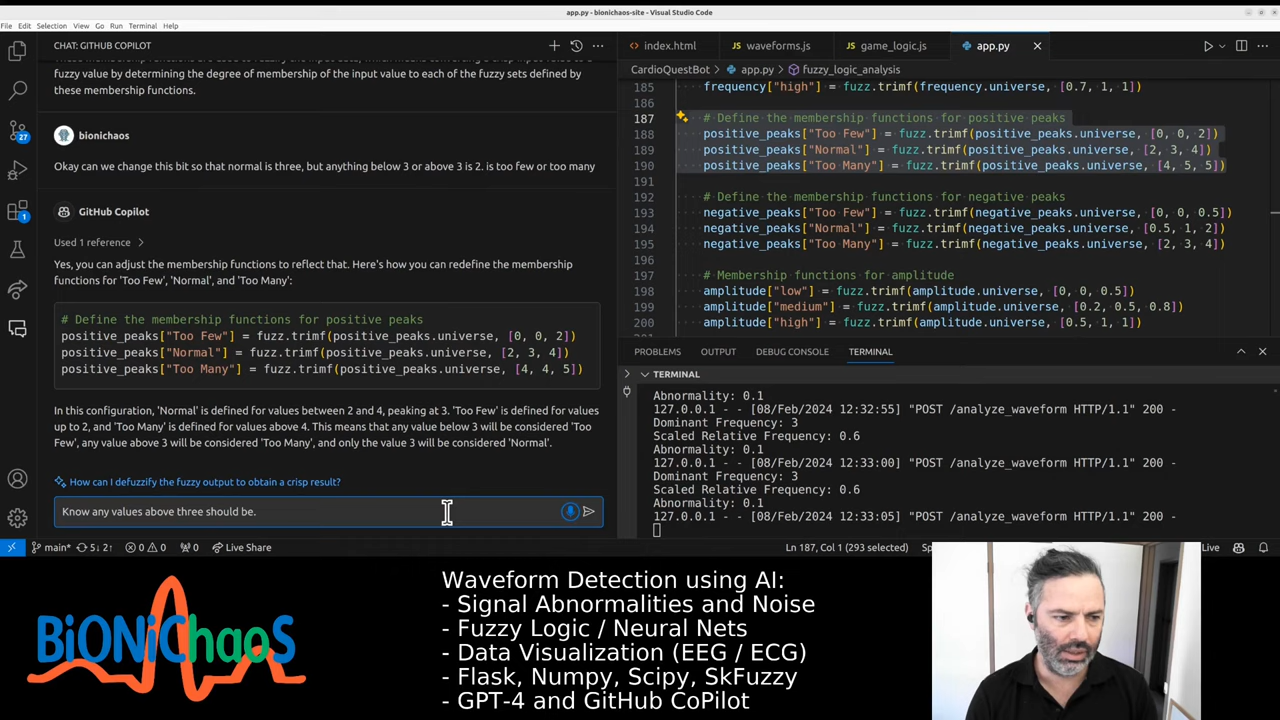 app.py - bionichaos-site - Visual Studio Code
File Edit Selection View Go Run Terminal Help
CHAT: GITHUB COPILOT
fuzzy value by determining the degree of membership of the input value to each of the fuzzy sets defined by
these membership functions.
bionichaos
Okay can we change this bit so that normal is three, but anything below 3 or above 3 is 2. is too few or too many
GitHub Copilot
Used 1 reference
Yes, you can adjust the membership functions to reflect that. Here's how you can redefine the membership
functions for 'Too Few', 'Normal', and 'Too Many':
# Define the membership functions for positive peaks
positive_peaks["Too Few"] = fuzz.trimf(positive_peaks.universe, [0, 0, 2])
positive_peaks["Normal"] = fuzz.trimf(positive_peaks.universe, [2, 3, 4])
positive_peaks["Too Many"] = fuzz.trimf(positive_peaks.universe, [4, 4, 5])
In this configuration, 'Normal' is defined for values between 2 and 4, peaking at 3. 'Too Few' is defined for values
up to 2, and 'Too Many' is defined for values above 4. This means that any value below 3 will be considered 'Too
Few', any value above 3 will be considered 'Too Many', and only the value 3 will be considered 'Normal'.
How can I defuzzify the fuzzy output to obtain a crisp result?
Know any values above three should be.
27
1
index.html waveforms.js game_logic.js app.py
CardioQuestBot > app.py > fuzzy_logic_analysis
185 frequency["high"] = fuzz.trimf(frequency.universe, [0.7, 1, 1])
186
187 # Define the membership functions for positive peaks
188 positive_peaks["Too Few"] = fuzz.trimf(positive_peaks.universe, [0, 0, 2])
189 positive_peaks["Normal"] = fuzz.trimf(positive_peaks.universe, [2, 3, 4])
190 positive_peaks["Too Many"] = fuzz.trimf(positive_peaks.universe, [4, 5, 5])
191
192 # Define the membership functions for negative peaks
193 negative_peaks["Too Few"] = fuzz.trimf(negative_peaks.universe, [0, 0, 0.5])
194 negative_peaks["Normal"] = fuzz.trimf(negative_peaks.universe, [0.5, 1, 2])
195 negative_peaks["Too Many"] = fuzz.trimf(negative_peaks.universe, [2, 3, 4])
196
197 # Membership functions for amplitude
198 amplitude["low"] = fuzz.trimf(amplitude.universe, [0, 0, 0.5])
199 amplitude["medium"] = fuzz.trimf(amplitude.universe, [0.2, 0.5, 0.8])
200 amplitude["high"] = fuzz.trimf(amplitude.universe, [0.5, 1, 1])
PROBLEMS OUTPUT DEBUG CONSOLE TERMINAL
TERMINAL
Abnormality: 0.1
127.0.0.1 - - [08/Feb/2024 12:32:55] "POST /analyze_waveform HTTP/1.1" 200 -
Dominant Frequency: 3
Scaled Relative Frequency: 0.6
Abnormality: 0.1
127.0.0.1 - - [08/Feb/2024 12:33:00] "POST /analyze_waveform HTTP/1.1" 200 -
Dominant Frequency: 3
Scaled Relative Frequency: 0.6
Abnormality: 0.1
127.0.0.1 - - [08/Feb/2024 12:33:05] "POST /analyze_waveform HTTP/1.1" 200 -
main* 5↓ 2↑ 0 0 0 Live Share Ln 187, Col 1 (293 selected) Live
BiONiChaoS
Waveform Detection using AI:
- Signal Abnormalities and Noise
- Fuzzy Logic / Neural Nets
- Data Visualization (EEG / ECG)
- Flask, Numpy, Scipy, SkFuzzy
- GPT-4 and GitHub CoPilot